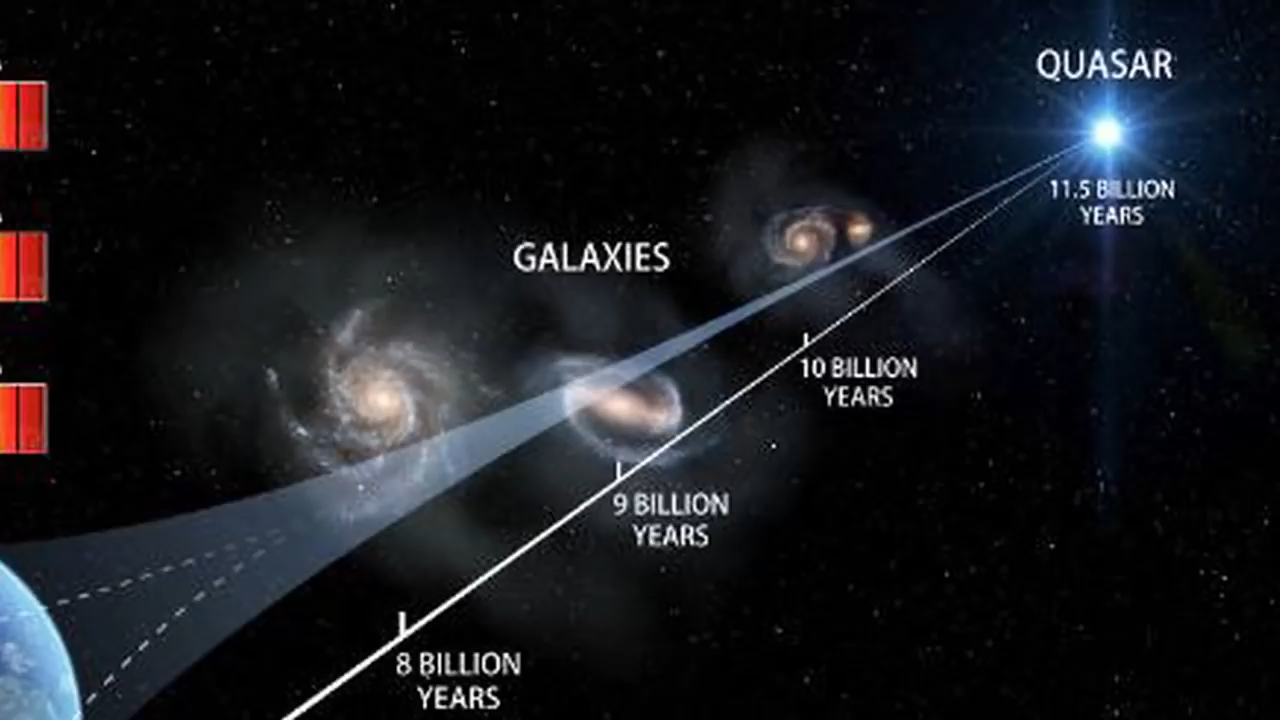 QUASAR
11.5 BILLION
YEARS
GALAXIES
10 BILLION
YEARS
9 BILLION
YEARS
8 BILLION
YEARS